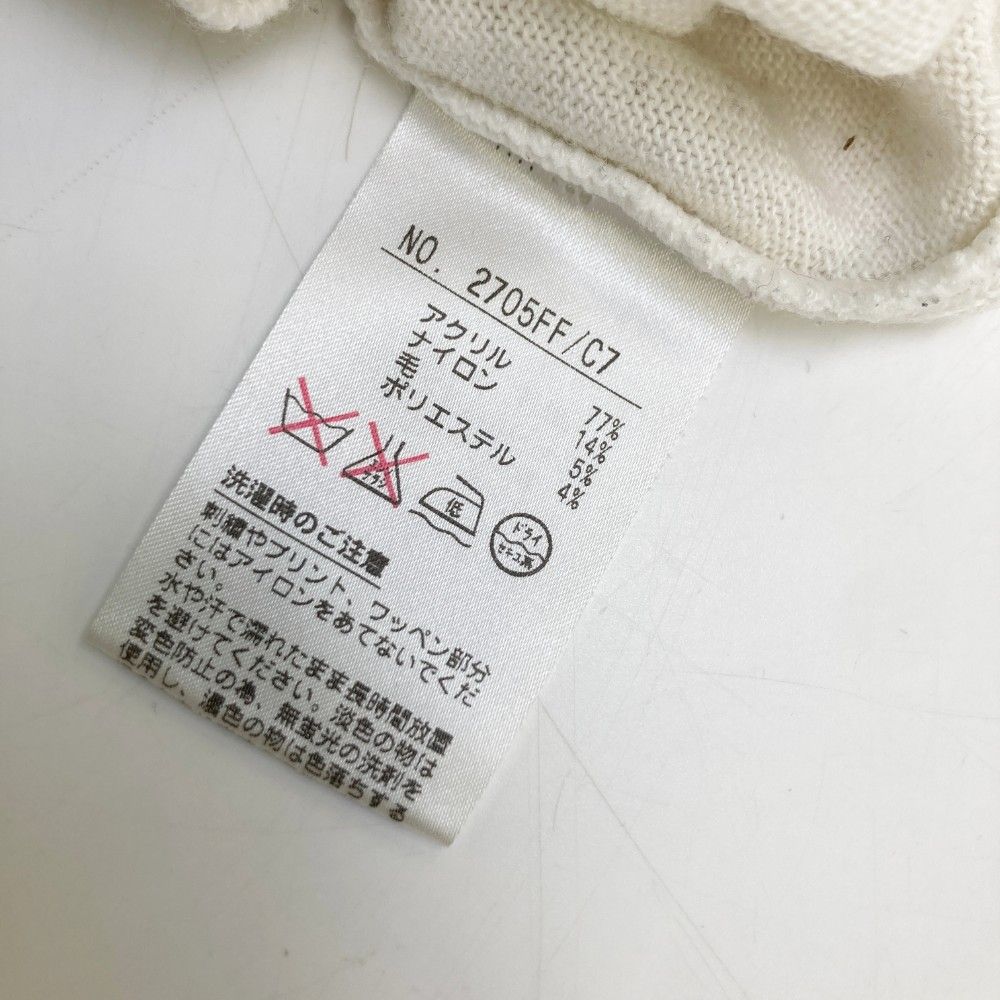 NO. 2705FF/C7
アクリル 77%
ナイロン 14%
毛 5%
ポリエステル 4%
低
ドライ
セキユ系
洗濯時のご注意
刺繍やプリント、ワッペン部分
にはアイロンをあてないでくだ
さい。
水や汗で濡れたまま長時間放置
を避けてください。淡色の物は
変色防止の為、無蛍光の洗剤を
使用し、濃色の物は色落ちする